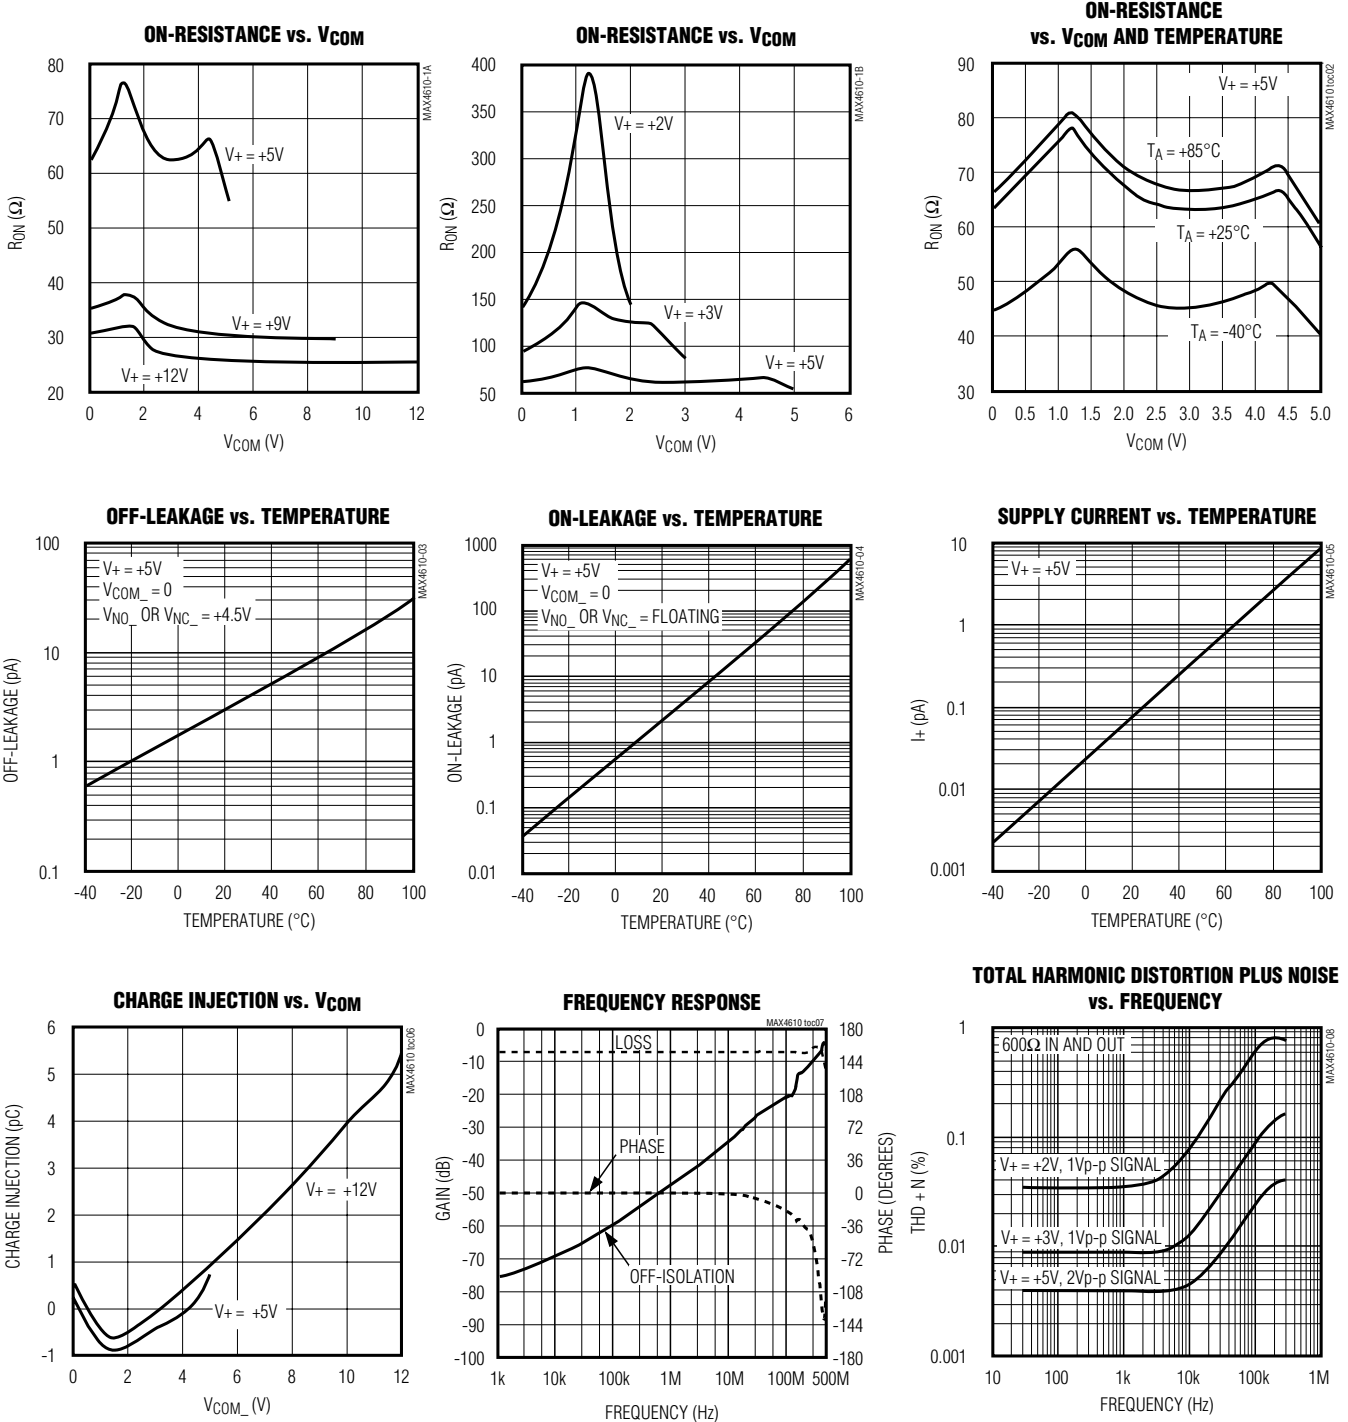 ON-RESISTANCE vs. VCOM
80
70
60
50
40
30
20
RON (Ω)
V+ = +5V
V+ = +9V
V+ = +12V
0 2 4 6 8 10 12
VCOM (V)
MAX4610-1A
ON-RESISTANCE vs. VCOM
400
350
300
250
200
150
100
50
RON (Ω)
V+ = +2V
V+ = +3V
V+ = +5V
0 1 2 3 4 5 6
VCOM (V)
MAX4610-1B
ON-RESISTANCE
vs. VCOM AND TEMPERATURE
90
80
70
60
50
40
30
RON (Ω)
V+ = +5V
TA = +85°C
TA = +25°C
TA = -40°C
0 0.5 1.0 1.5 2.0 2.5 3.0 3.5 4.0 4.5 5.0
VCOM (V)
MAX4610 toc02
OFF-LEAKAGE vs. TEMPERATURE
100
10
1
0.1
OFF-LEAKAGE (pA)
V+ = +5V
VCOM_ = 0
VNO_ OR VNC_ = +4.5V
-40 -20 0 20 40 60 80 100
TEMPERATURE (°C)
MAX4610-03
ON-LEAKAGE vs. TEMPERATURE
1000
100
10
1
0.1
0.01
ON-LEAKAGE (pA)
V+ = +5V
VCOM_ = 0
VNO_ OR VNC_ = FLOATING
-40 -20 0 20 40 60 80 100
TEMPERATURE (°C)
MAX4610-04
SUPPLY CURRENT vs. TEMPERATURE
10
1
0.1
0.01
0.001
I+ (pA)
V+ = +5V
-40 -20 0 20 40 60 80 100
TEMPERATURE (°C)
MAX4610-05
CHARGE INJECTION vs. VCOM
6
5
4
3
2
1
0
-1
CHARGE INJECTION (pC)
V+ = +12V
V+ = +5V
0 2 4 6 8 10 12
VCOM_ (V)
MAX4610 toc06
FREQUENCY RESPONSE
MAX4610 toc07
0
-10
-20
-30
-40
-50
-60
-70
-80
-90
-100
GAIN (dB)
LOSS
PHASE
OFF-ISOLATION
180
144
108
72
36
0
-36
-72
-108
-144
-180
PHASE (DEGREES)
1k 10k 100k 1M 10M 100M 500M
FREQUENCY (Hz)
TOTAL HARMONIC DISTORTION PLUS NOISE
vs. FREQUENCY
1
0.1
0.01
0.001
THD + N (%)
600Ω IN AND OUT
V+ = +2V, 1Vp-p SIGNAL
V+ = +3V, 1Vp-p SIGNAL
V+ = +5V, 2Vp-p SIGNAL
10 100 1k 10k 100k 1M
FREQUENCY (Hz)
MAX4610-08